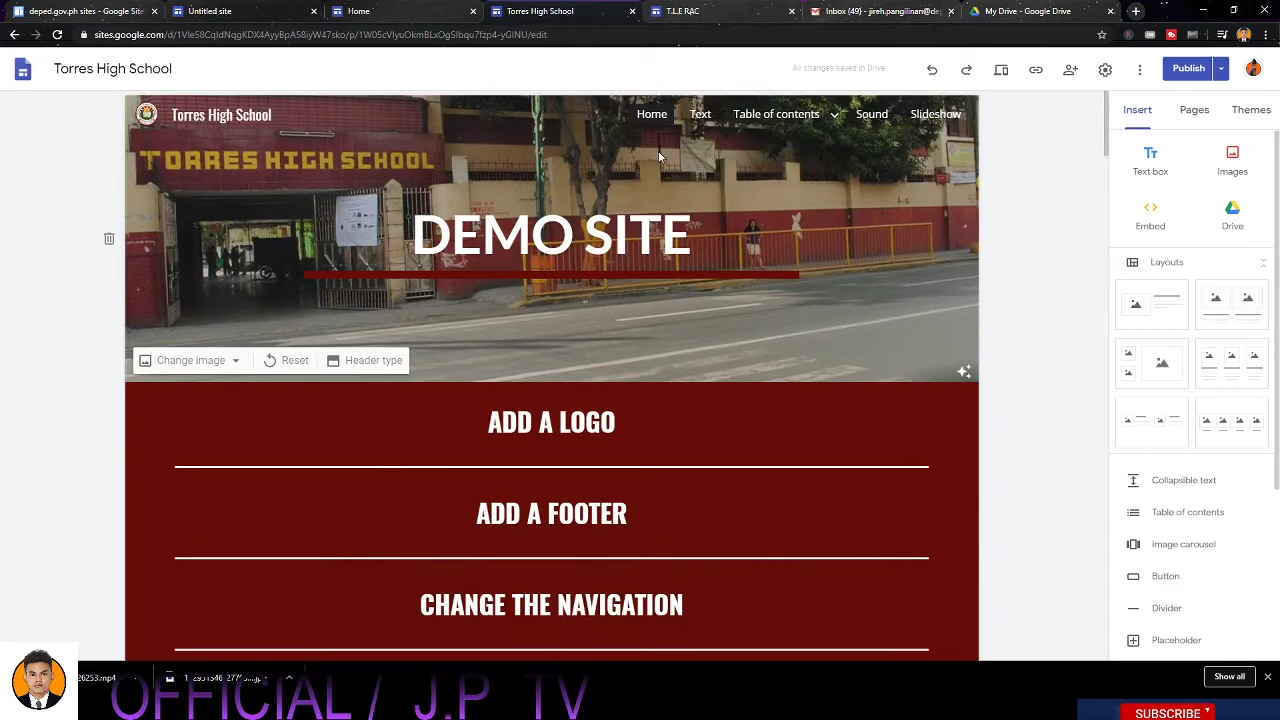 deped.gov.ph sites - Google Sites
Untitled site
Home
Torres High School
T.L.E RAC
Inbox (49) - jireh.pangilinan@de
My Drive - Google Drive
Torres High School
All changes saved in Drive
Publish
Torres High School
Home
Text
Table of contents
Sound
Slideshow
TORRES HIGH SCHOOL
DEMO SITE
Change image
Reset
Header type
ADD A LOGO
ADD A FOOTER
CHANGE THE NAVIGATION
Insert
Pages
Themes
Text box
Images
Embed
Drive
Layouts
Collapsible text
Table of contents
Image carousel
Button
Divider
Placeholder
26253.mp4
Show all
OFFICIAL / J.P TV
SUBSCRIBE